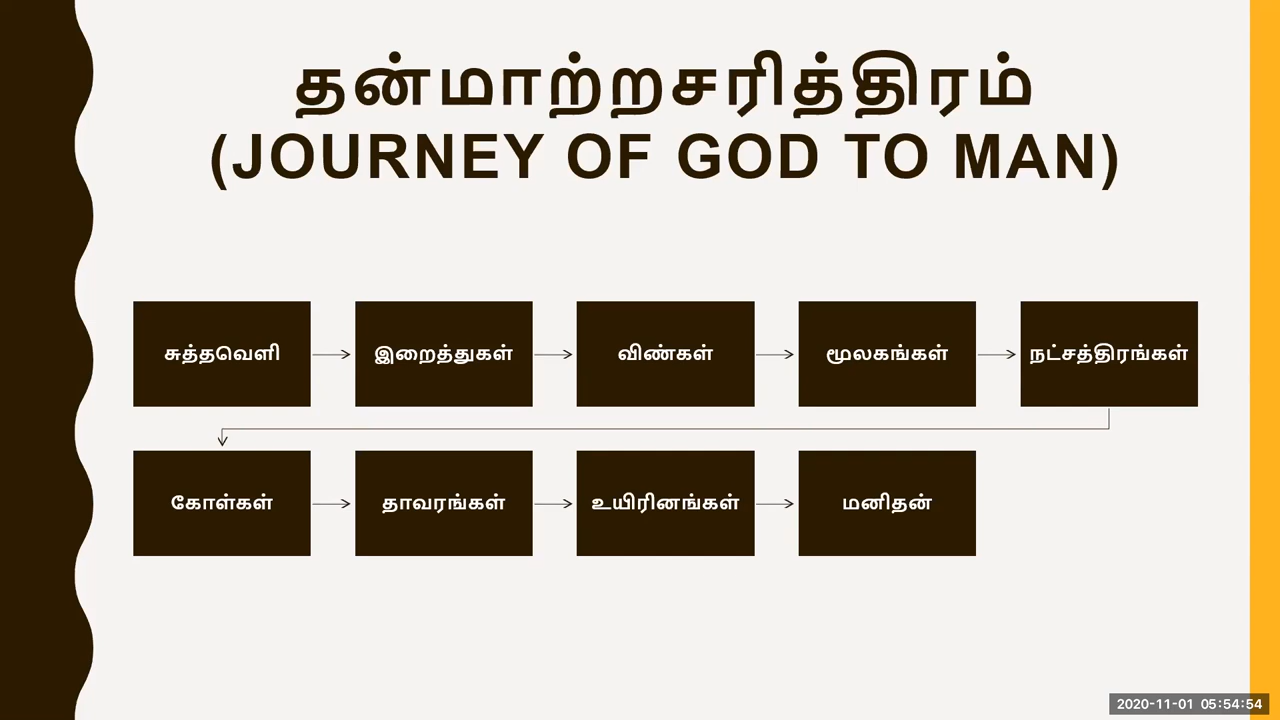 தன்மாற்றசரித்திரம்
(JOURNEY OF GOD TO MAN)
சுத்தவெளி
இறைத்துகள்
விண்கள்
மூலகங்கள்
நட்சத்திரங்கள்
கோள்கள்
தாவரங்கள்
உயிரினங்கள்
மனிதன்
2020-11-01 05:54:54